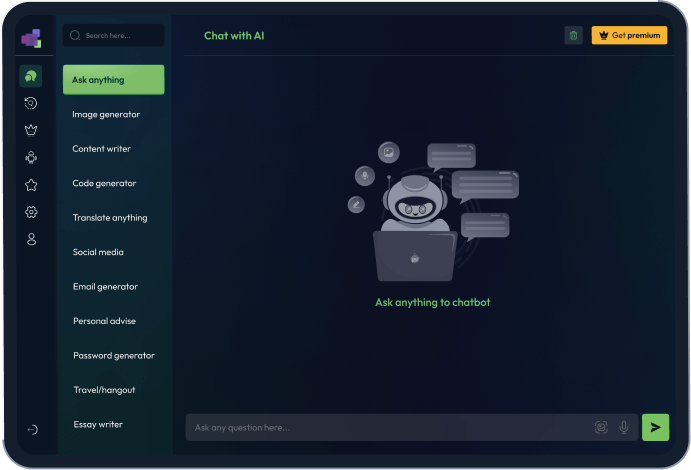 Search here...
Chat with AI
Get premium
Ask anything
Image generator
Content writer
Code generator
Translate anything
Social media
Email generator
Personal advise
Password generator
Travel/hangout
Essay writer
Ask anything to chatbot
Ask any question here...